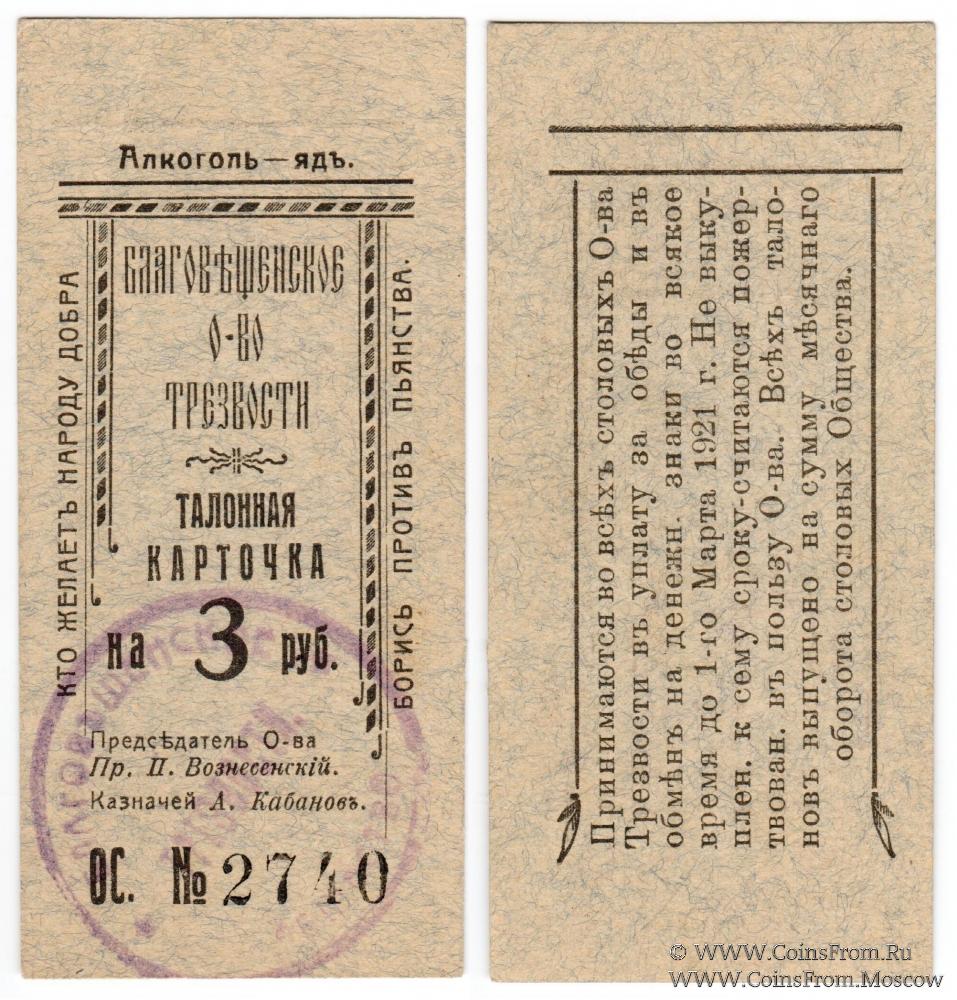 Алкоголь — ядъ.
КТО ЖЕЛАЕТЪ НАРОДУ ДОБРА
БЛАГОВѢЩЕНСКОЕ
О-ВО
ТРЕЗВОСТИ
ТАЛОННАЯ
КАРТОЧКА
на 3 руб.
БОРИСЬ ПРОТИВЪ ПЬЯНСТВА.
Предсѣдатель О-ва
Пр. П. Вознесенскій.
Казначей А. Кабановъ.
ОС. № 2740
Принимаются во всѣхъ столовыхъ О-ва
Трезвости въ уплату за обѣды и въ
обмѣнъ на денежн. знаки во всякое
время до 1-го Марта 1921 г. Не выку-
плен. к сему сроку-считаются пожер-
твован. въ пользу О-ва. Всѣхъ тало-
новъ выпущено на сумму мѣсячнаго
оборота столовых Общества.
© WWW.CoinsFrom.Ru
WWW.CoinsFrom.Moscow